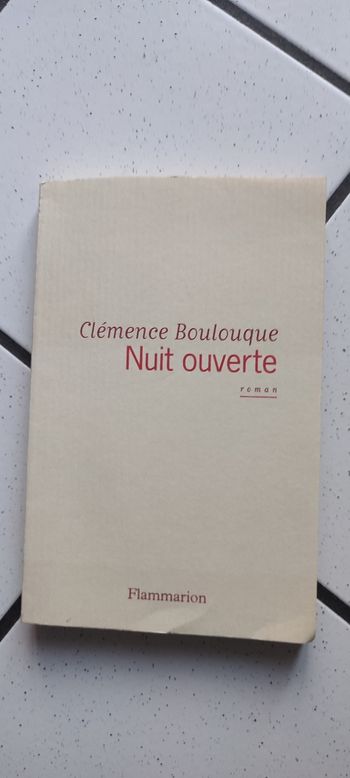 Clémence Boulouque
Nuit ouverte
roman
Flammarion